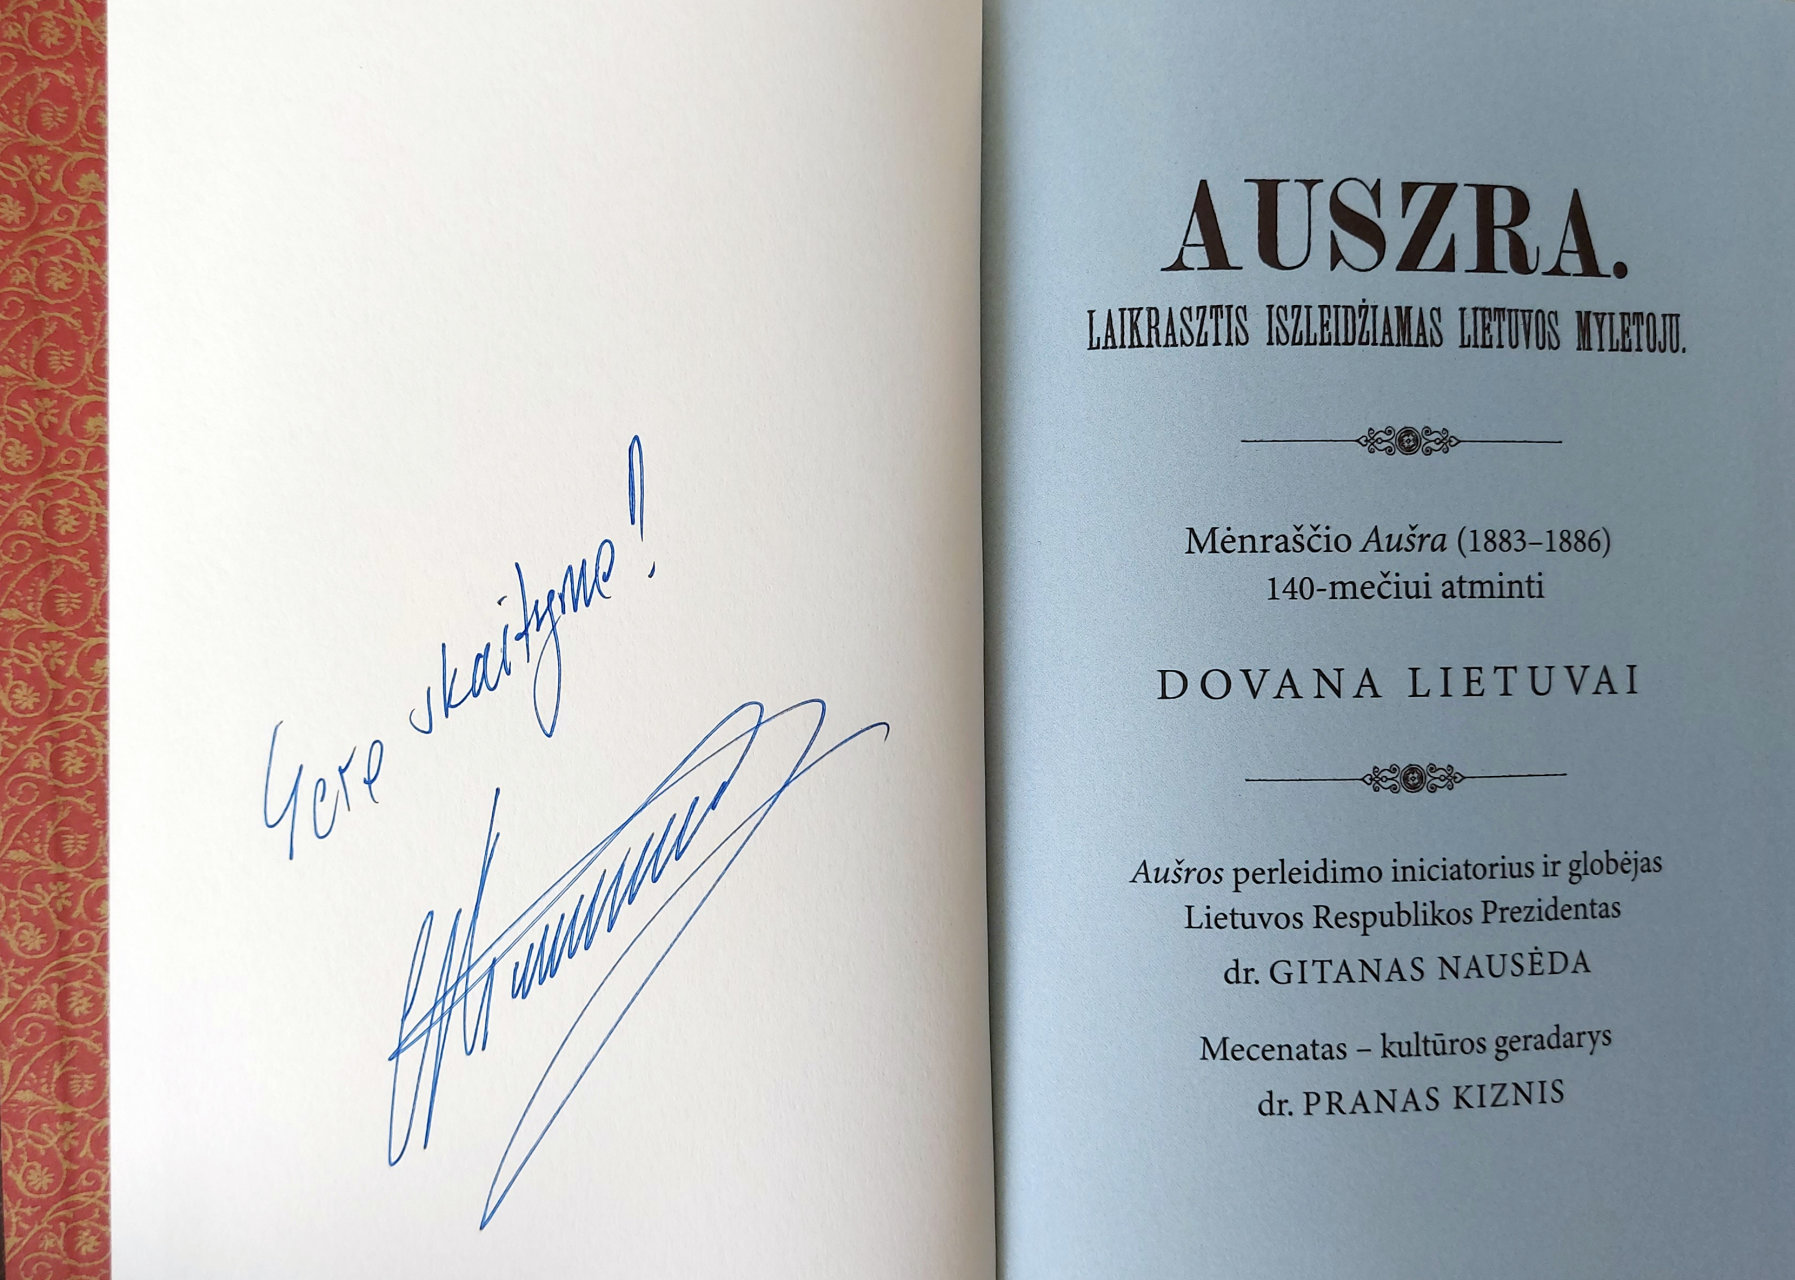 Gero skaitymo!
AUSZRA.
LAIKRASZTIS ISZLEIDŻIAMAS LIETUVOS MYLETOJU.
Mėnraščio Aušra (1883–1886)
140-mečiui atminti
DOVANA LIETUVAI
Aušros perleidimo iniciatorius ir globėjas
Lietuvos Respublikos Prezidentas
dr. GITANAS NAUSĖDA
Mecenatas – kultūros geradarys
dr. PRANAS KIZNIS